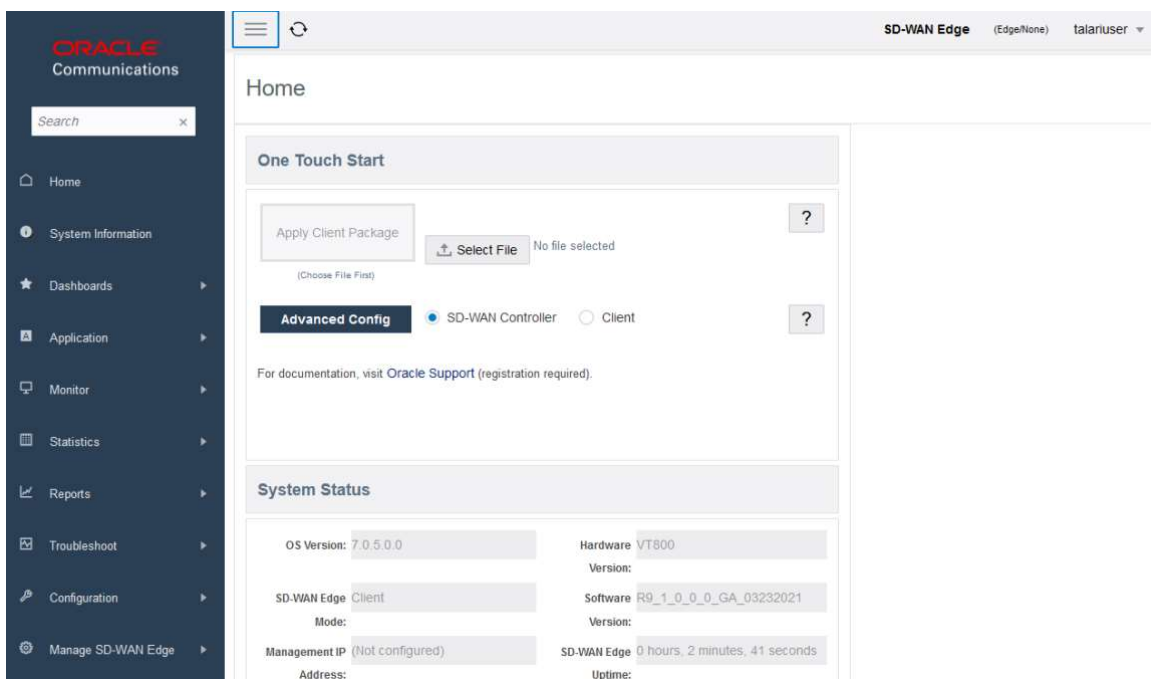 ORACLE
Communications
Search
Home
System Information
Dashboards
Application
Monitor
Statistics
Reports
Troubleshoot
Configuration
Manage SD-WAN Edge
SD-WAN Edge (Edge/None) talariuser
Home
One Touch Start
Apply Client Package
Select File No file selected
?
(Choose File First)
Advanced Config SD-WAN Controller Client ?
For documentation, visit Oracle Support (registration required).
System Status
OS Version: 7.0.5.0.0
Hardware Version: VT800
SD-WAN Edge Mode: Client
Software Version: R9_1_0_0_0_GA_03232021
Management IP Address: (Not configured)
SD-WAN Edge Uptime: 0 hours, 2 minutes, 41 seconds